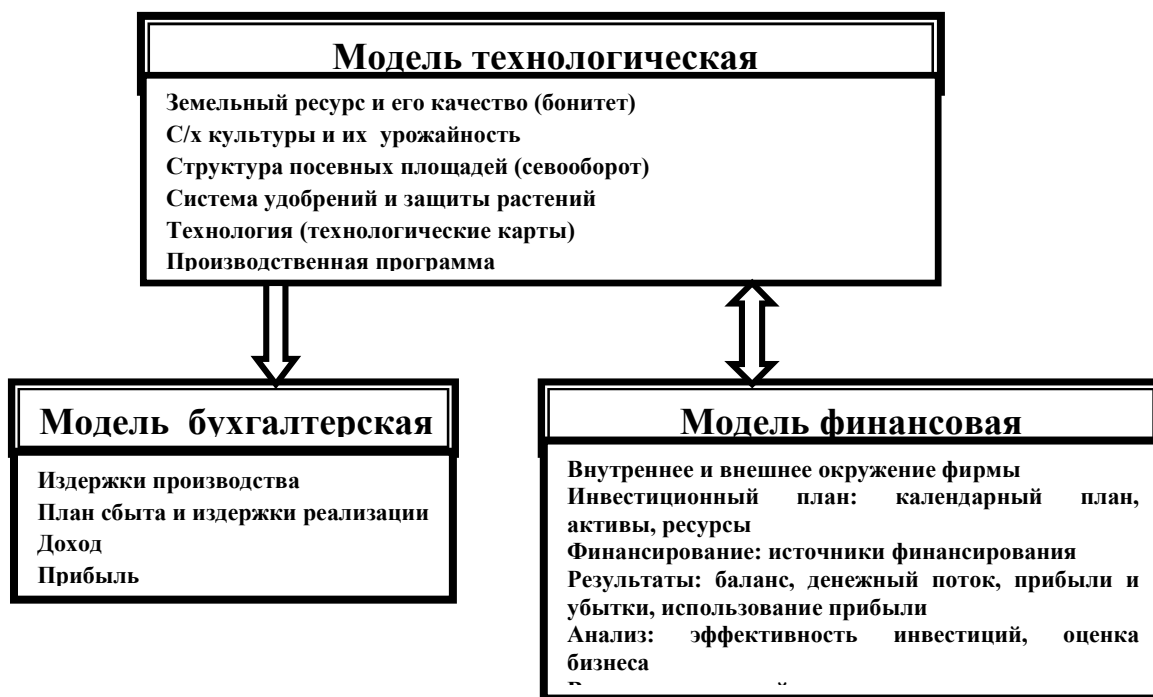 Модель технологическая
Земельный ресурс и его качество (бонитет)
С/х культуры и их урожайность
Структура посевных площадей (севооборот)
Система удобрений и защиты растений
Технология (технологические карты)
Производственная программа
Модель бухгалтерская
Издержки производства
План сбыта и издержки реализации
Доход
Прибыль
Модель финансовая
Внутреннее и внешнее окружение фирмы
Инвестиционный план: календарный план,
активы, ресурсы
Финансирование: источники финансирования
Результаты: баланс, денежный поток, прибыли и
убытки, использование прибыли
Анализ: эффективность инвестиций, оценка
бизнеса